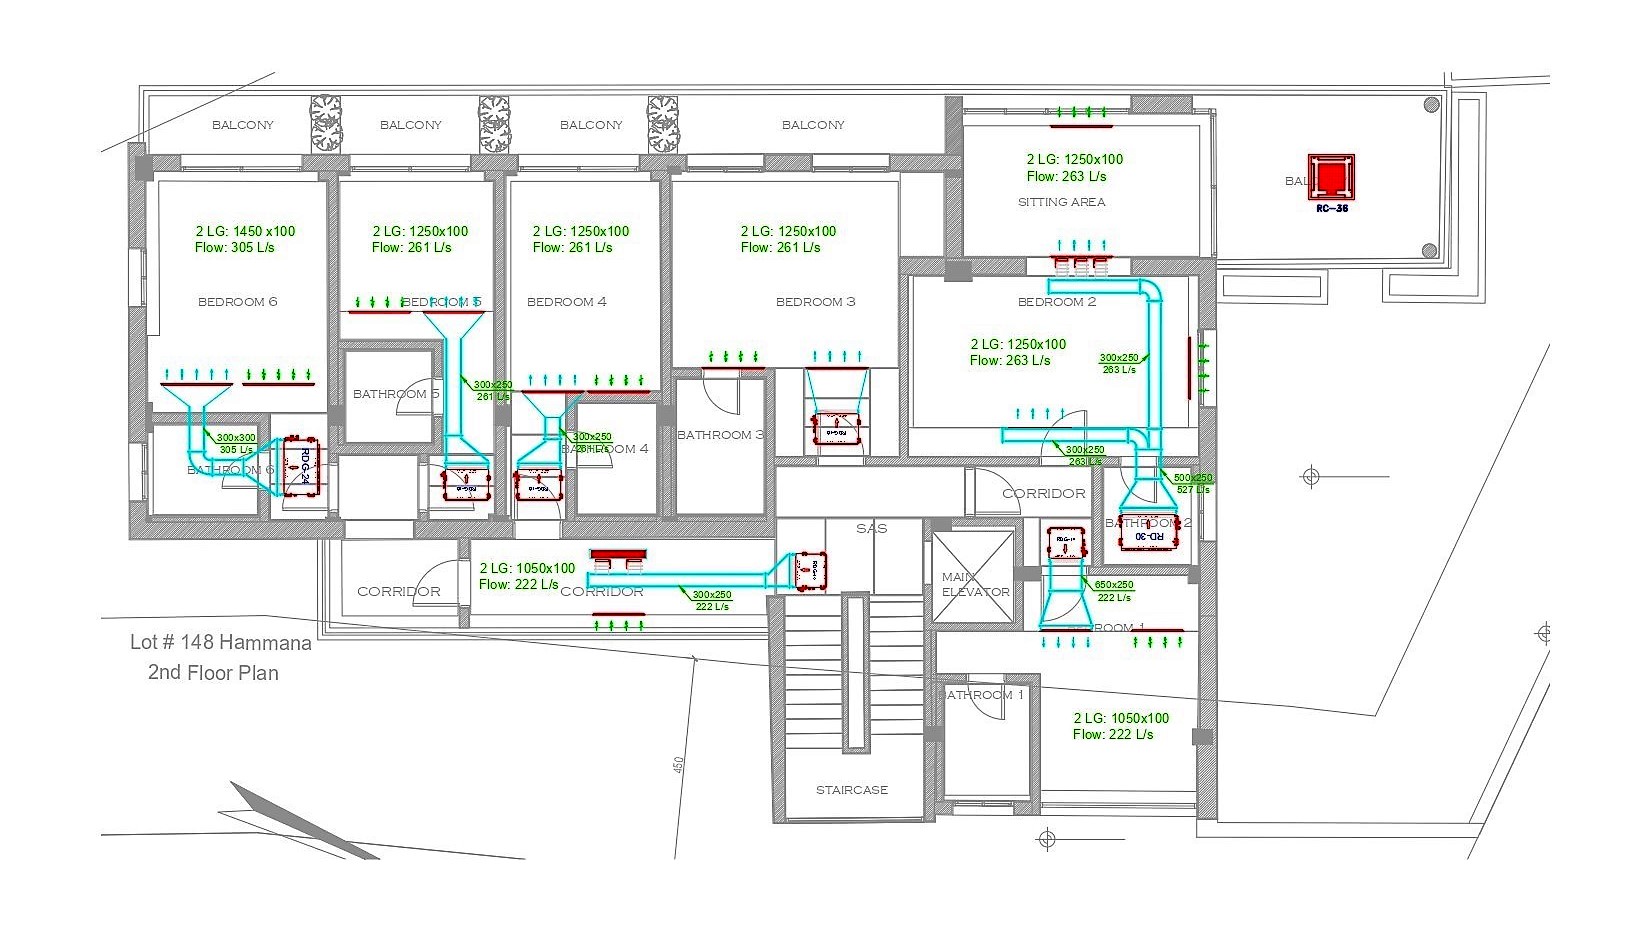 BALCONY
BALCONY
BALCONY
BALCONY
2 LG: 1250x100
Flow: 263 L/s
SITTING AREA
RC-36
2 LG: 1450 x100
Flow: 305 L/s
2 LG: 1250x100
Flow: 261 L/s
2 LG: 1250x100
Flow: 261 L/s
2 LG: 1250x100
Flow: 261 L/s
BEDROOM 6
BEDROOM 5
BEDROOM 4
BEDROOM 3
BEDROOM 2
2 LG: 1250x100
Flow: 263 L/s
300x250
263 L/s
300x250
261 L/s
BATHROOM 5
300x300
305 L/s
BATHROOM 6
RDG-24
300x250
BATHROOM 4
BATHROOM 3
300x250
263 L/s
500x250
527 L/s
CORRIDOR
BATHROOM 2
RD-30
SAS
2 LG: 1050x100
Flow: 222 L/s
CORRIDOR
CORRIDOR
300x250
222 L/s
MAIN
ELEVATOR
650x250
222 L/s
BEDROOM 1
Lot # 148 Hammana
2nd Floor Plan
BATHROOM 1
2 LG: 1050x100
Flow: 222 L/s
450
STAIRCASE